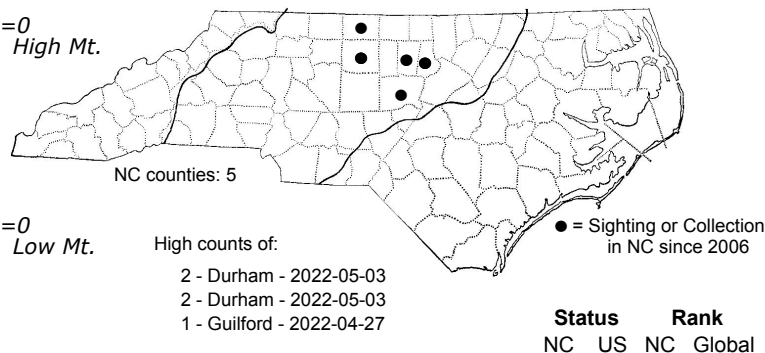 =0
High Mt.
NC counties: 5
=0
Low Mt.
High counts of:
2 - Durham - 2022-05-03
2 - Durham - 2022-05-03
1 - Guilford - 2022-04-27
● = Sighting or Collection
in NC since 2006
Status Rank
NC US NC Global